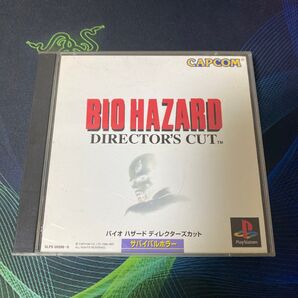 CAPCOM
BIO HAZARD
DIRECTOR'S CUT™
バイオ ハザード ディレクターズカット
サバイバルホラー
PlayStation